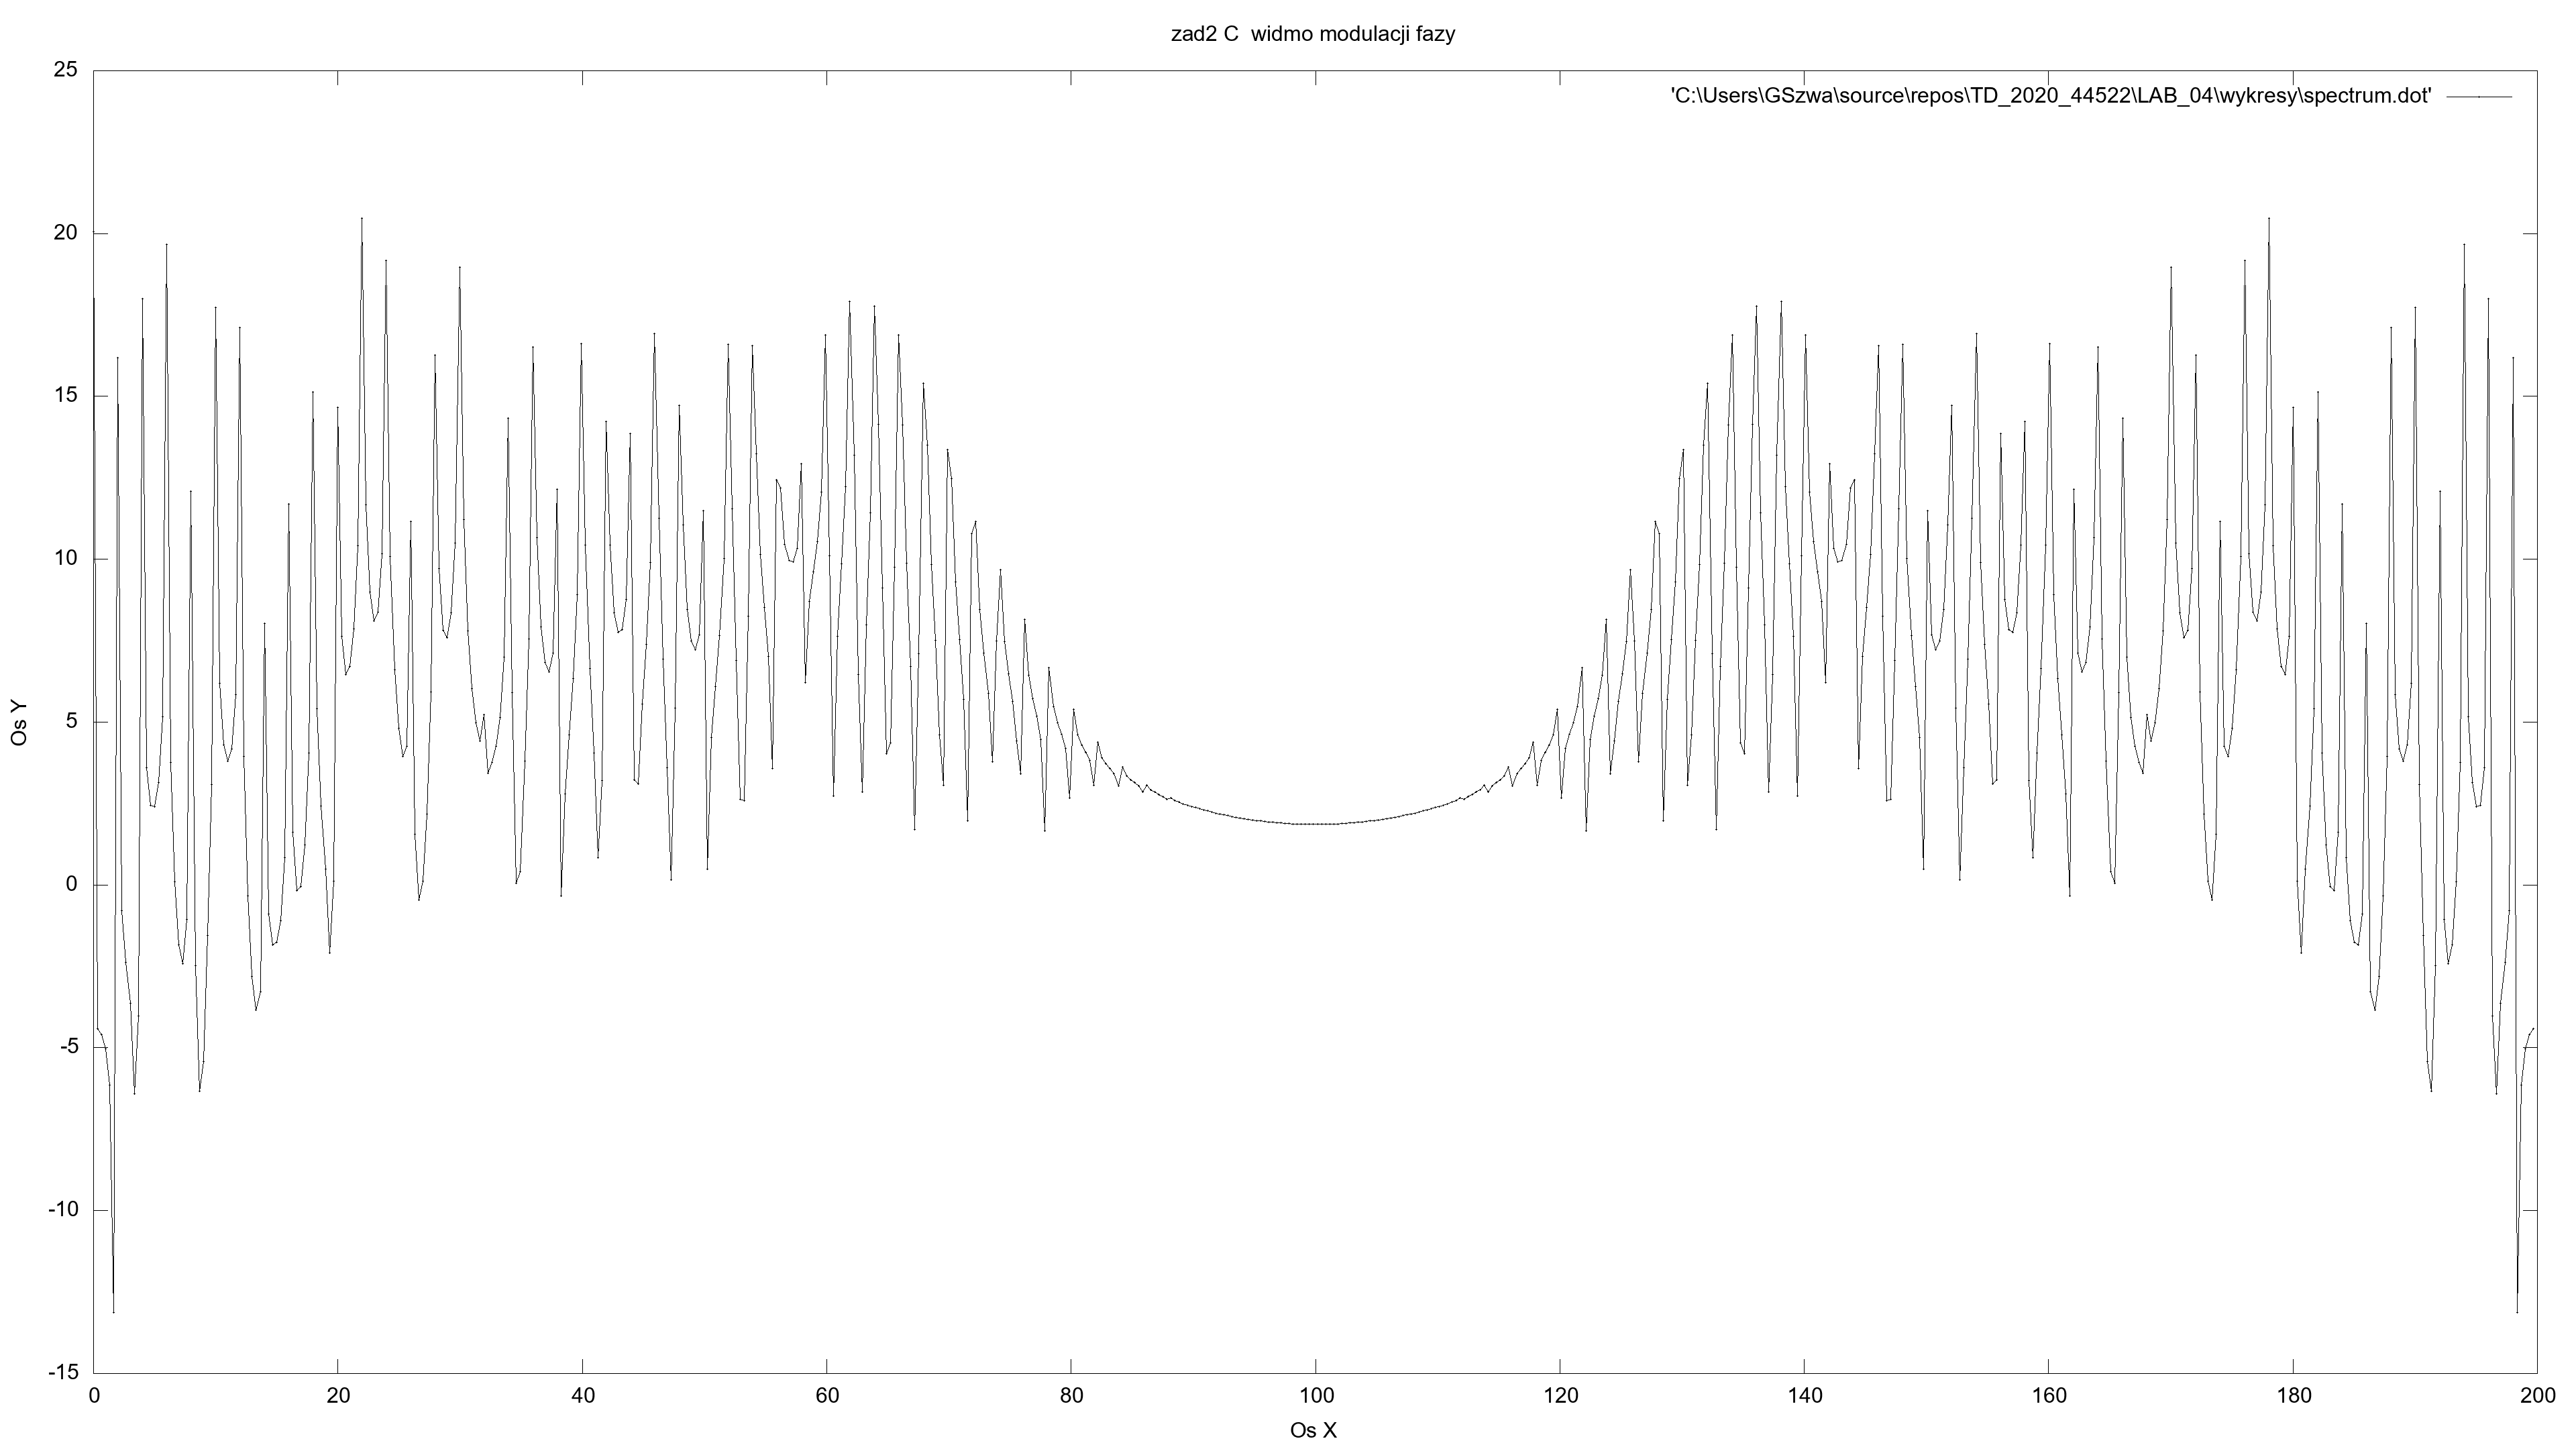 zad2 C  widmo modulacji fazy
'C:\Users\GSzwa\source\repos\TD_2020_44522\LAB_04\wykresy\spectrum.dot'
25
20
15
10
5
0
-5
-10
-15
Os Y
0 20 40 60 80 100 120 140 160 180 200
Os X